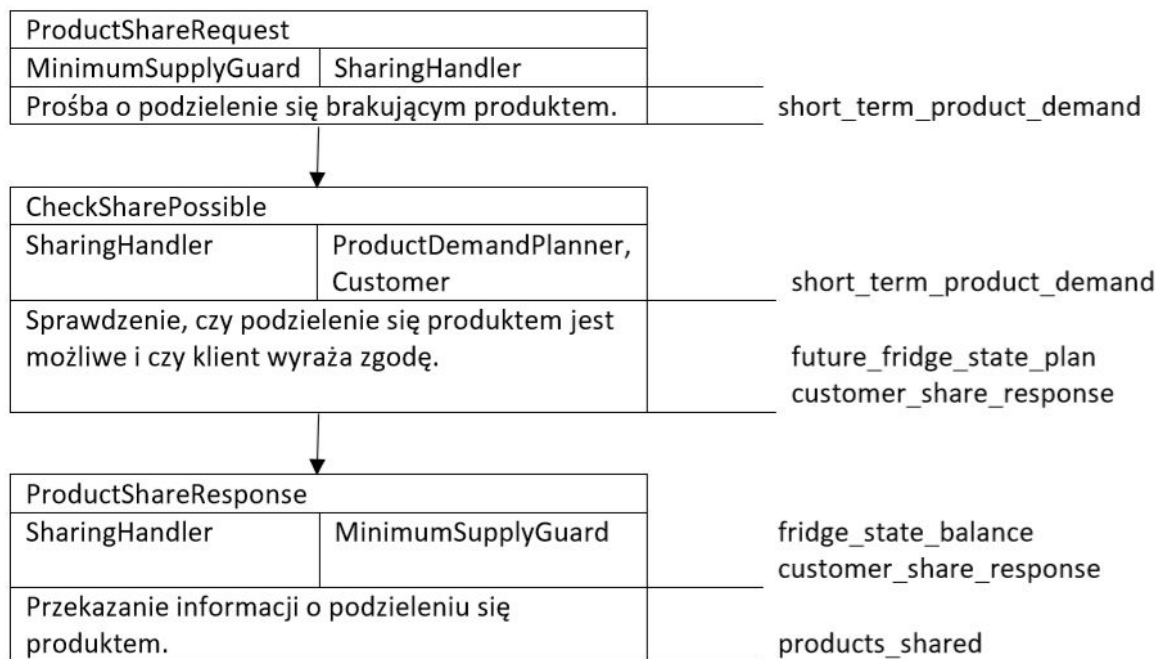 ProductShareRequest
MinimumSupplyGuard SharingHandler
Prośba o podzielenie się brakującym produktem.
short_term_product_demand
CheckSharePossible
SharingHandler ProductDemandPlanner,
Customer
short_term_product_demand
Sprawdzenie, czy podzielenie się produktem jest
możliwe i czy klient wyraża zgodę.
future_fridge_state_plan
customer_share_response
ProductShareResponse
SharingHandler MinimumSupplyGuard
fridge_state_balance
customer_share_response
Przekazanie informacji o podzieleniu się
produktem.
products_shared